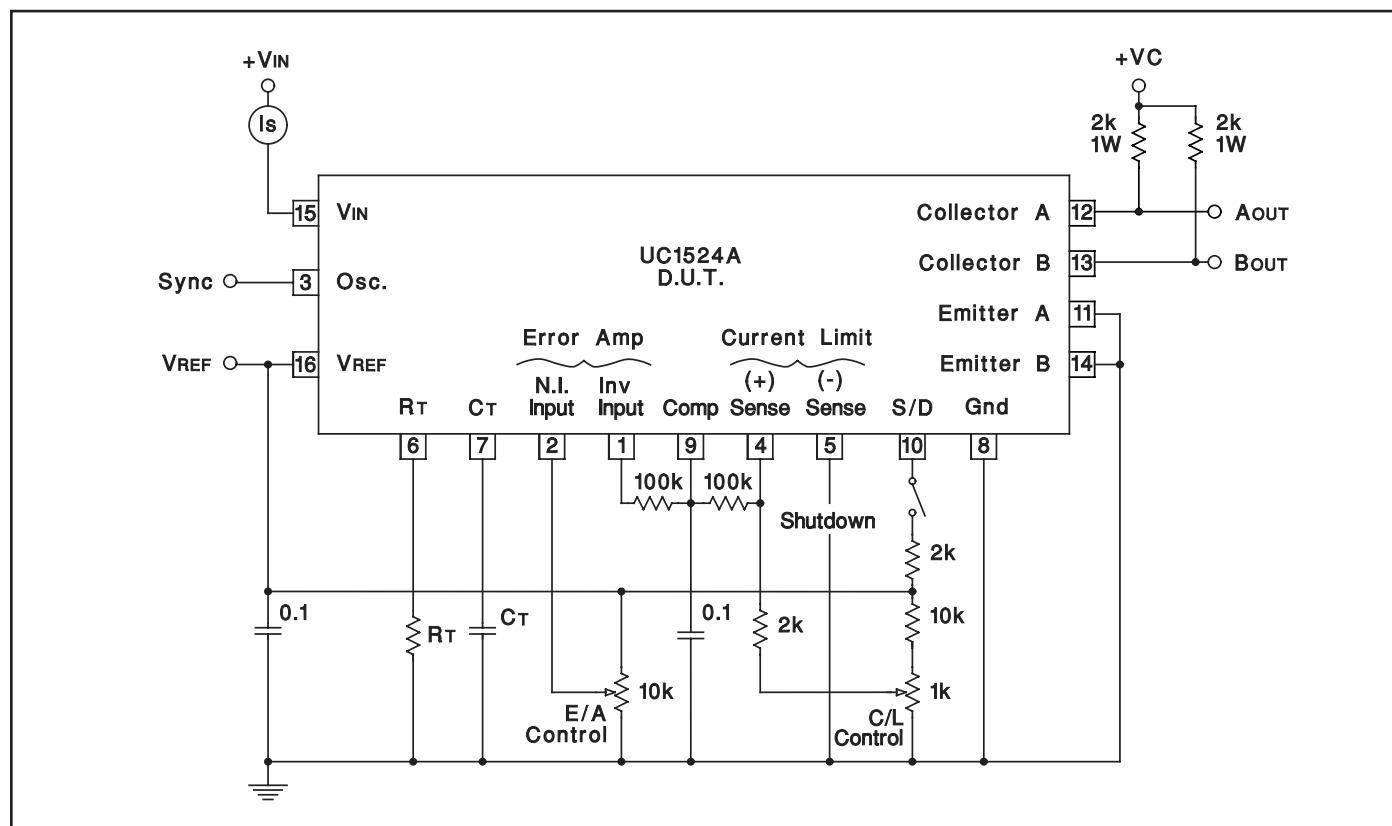 +VIN
Is
+VC
2k
1W
2k
1W
15 VIN
Collector A 12
AOUT
UC1524A
D.U.T.
Collector B 13
BOUT
Sync
3 Osc.
Emitter A 11
Error Amp
Current Limit
VREF
16 VREF
Emitter B 14
N.I.
Input
Inv
Input
Comp
(+)
Sense
(-)
Sense
S/D
Gnd
RT
CT
6
7
2
1
9
4
5
10
8
100k
100k
Shutdown
2k
0.1
RT
CT
0.1
2k
10k
10k
1k
E/A
Control
C/L
Control